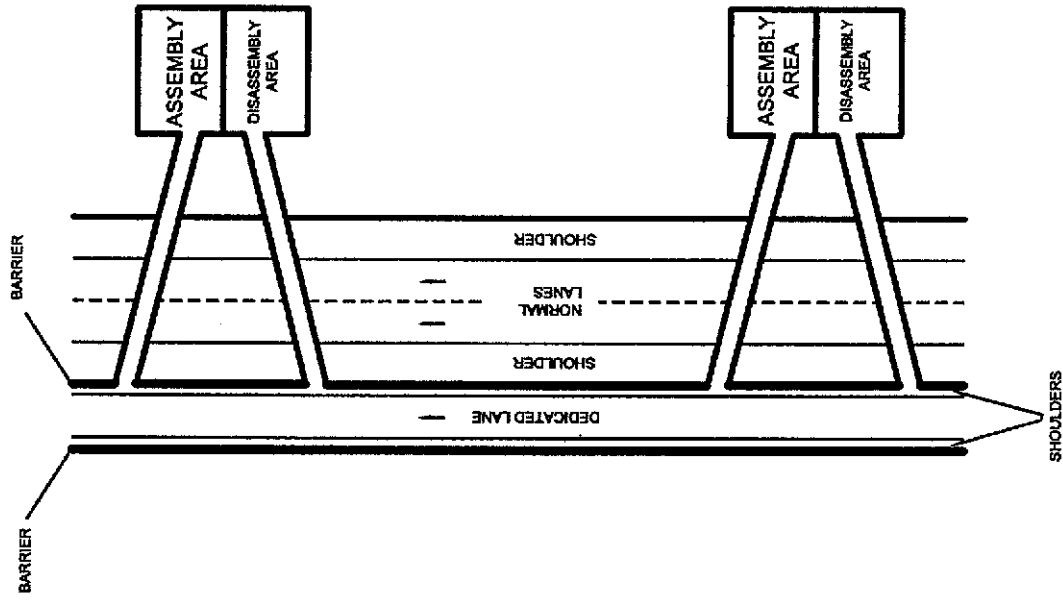 BARRIER
BARRIER
ASSEMBLY
AREA
DISASSEMBLY
AREA
ASSEMBLY
AREA
DISASSEMBLY
AREA
SHOULDER
NORMAL
LANES
SHOULDER
DEDICATED LANE
SHOULDERS